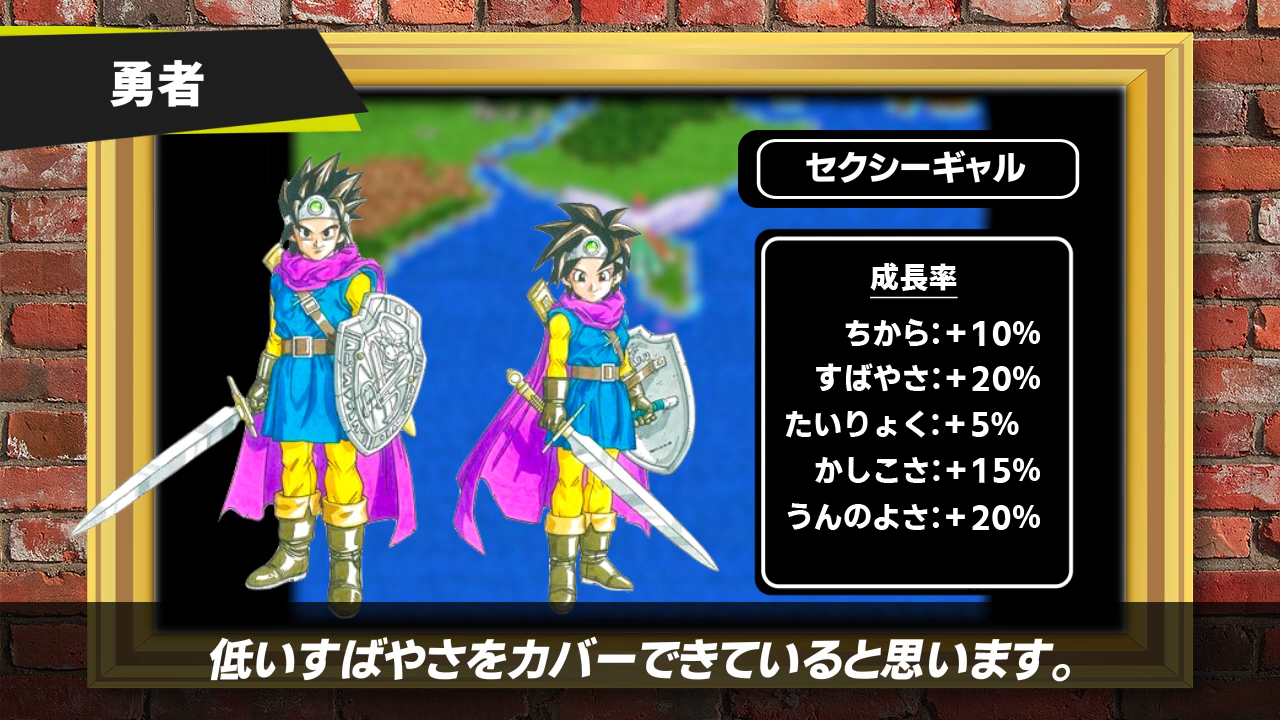 勇者
セクシーギャル
成長率
ちから:+10%
すばやさ:+20%
たいりょく:+5%
かしこさ:+15%
うんのよさ:+20%
低いすばやさをカバーできていると思います。